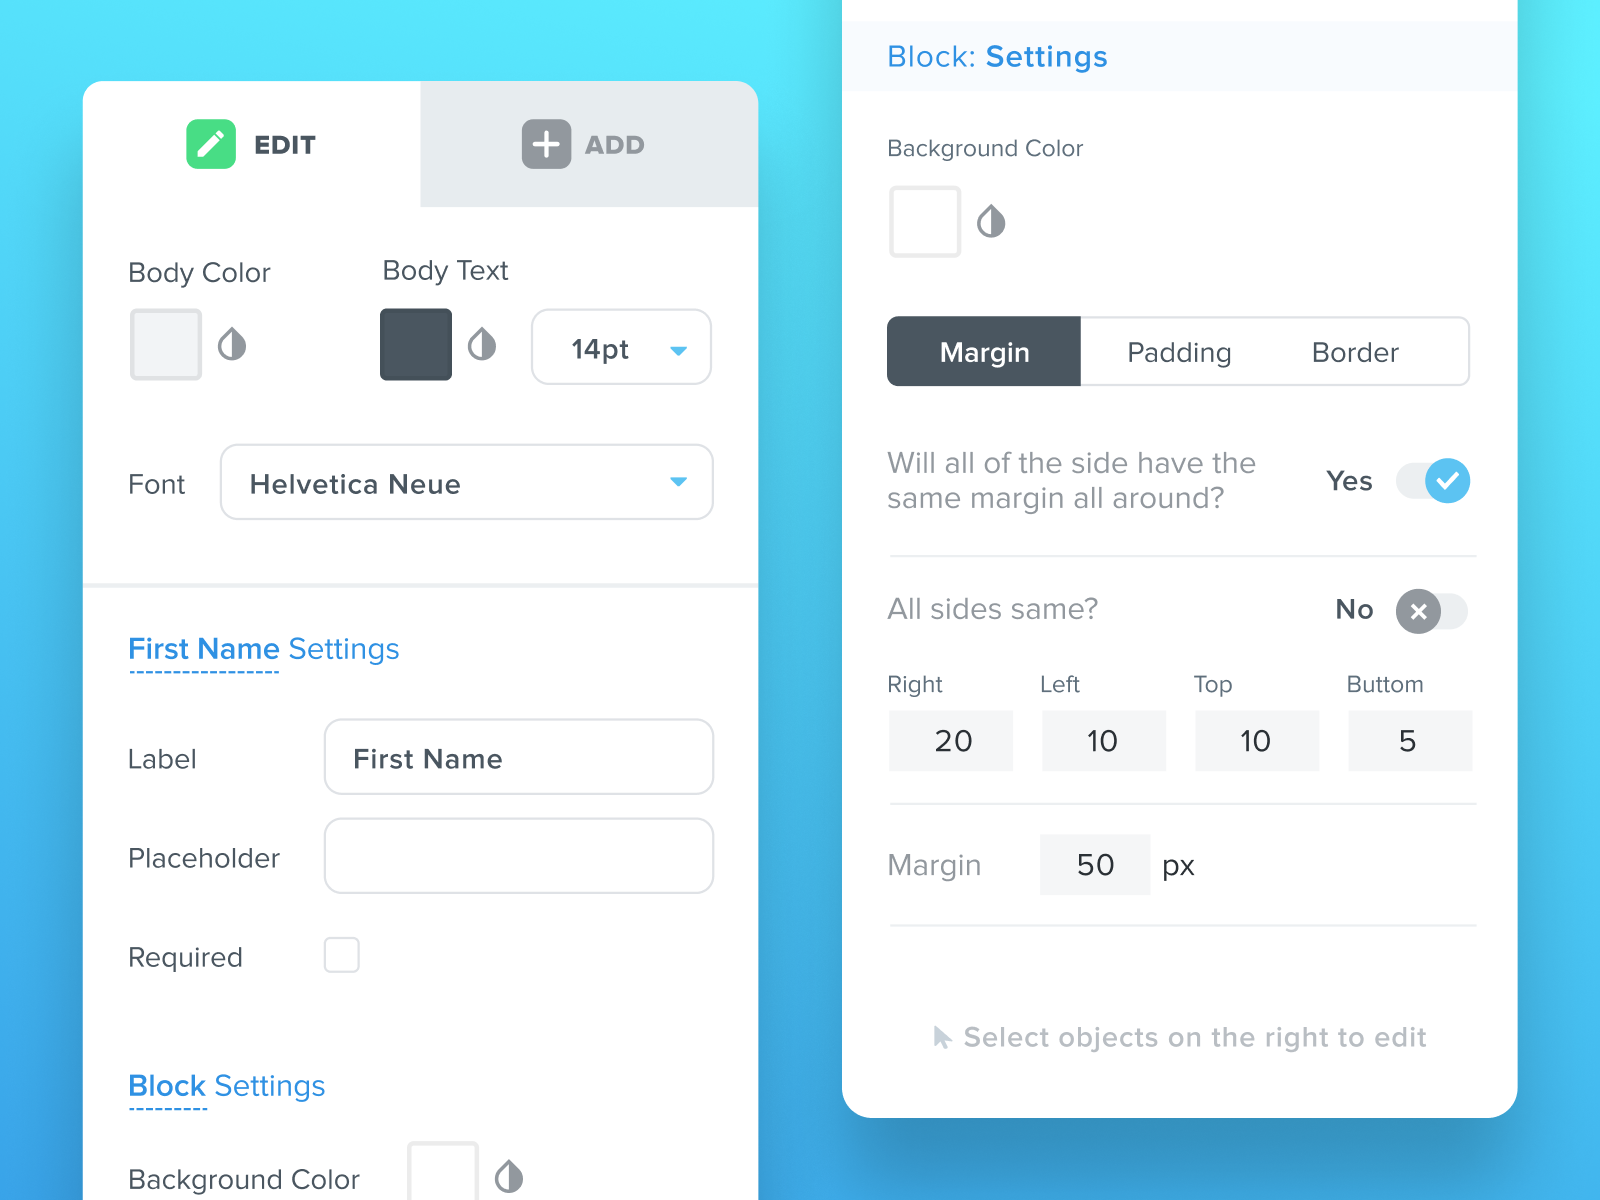 EDIT
ADD
Body Color
Body Text
14pt
Font
Helvetica Neue
First Name Settings
Label
First Name
Placeholder
Required
Block Settings
Background Color
Block: Settings
Background Color
Margin
Padding
Border
Will all of the side have the
same margin all around?
Yes
All sides same?
No
Right
Left
Top
Buttom
20
10
10
5
Margin
50
px
Select objects on the right to edit